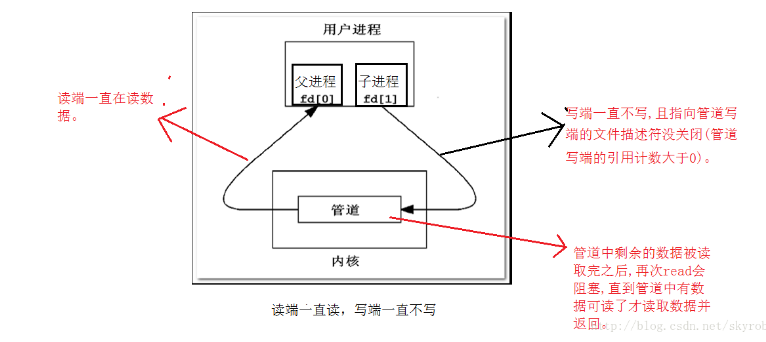 用户进程
父进程
fd[0]
子进程
fd[1]
读端一直在读数
据。
写端一直不写,且指向管道写
端的文件描述符没关闭(管道
写端的引用计数大于0)。
管道
内核
管道中剩余的数据被读
取完之后,再次read会
阻塞,直到管道中有数
据可读了才读取数据并
返回。
http://blog.csdn.net/skyrob
读端一直读，写端一直不写